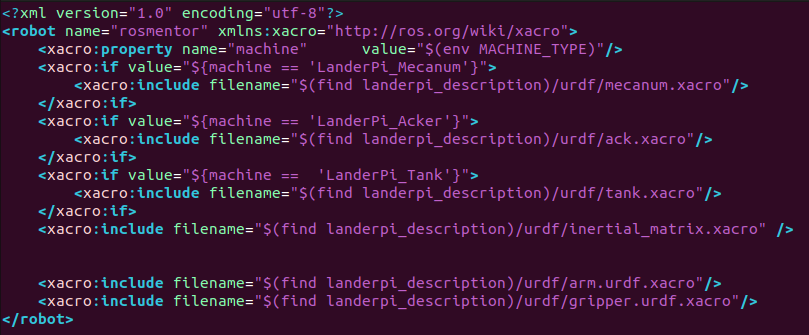 <?xml version="1.0" encoding="utf-8"?>
<robot name="rosmentor" xmlns:xacro="http://ros.org/wiki/xacro">
    <xacro:property name="machine"      value="$(env MACHINE_TYPE)"/>
    <xacro:if value="${machine == 'LanderPi_Mecanum'}">
        <xacro:include filename="$(find landerpi_description)/urdf/mecanum.xacro"/>
    </xacro:if>
    <xacro:if value="${machine == 'LanderPi_Acker'}">
        <xacro:include filename="$(find landerpi_description)/urdf/ack.xacro"/>
    </xacro:if>
    <xacro:if value="${machine ==  'LanderPi_Tank'}">
        <xacro:include filename="$(find landerpi_description)/urdf/tank.xacro"/>
    </xacro:if>
    <xacro:include filename="$(find landerpi_description)/urdf/inertial_matrix.xacro" />


    <xacro:include filename="$(find landerpi_description)/urdf/arm.urdf.xacro"/>
    <xacro:include filename="$(find landerpi_description)/urdf/gripper.urdf.xacro"/>
</robot>